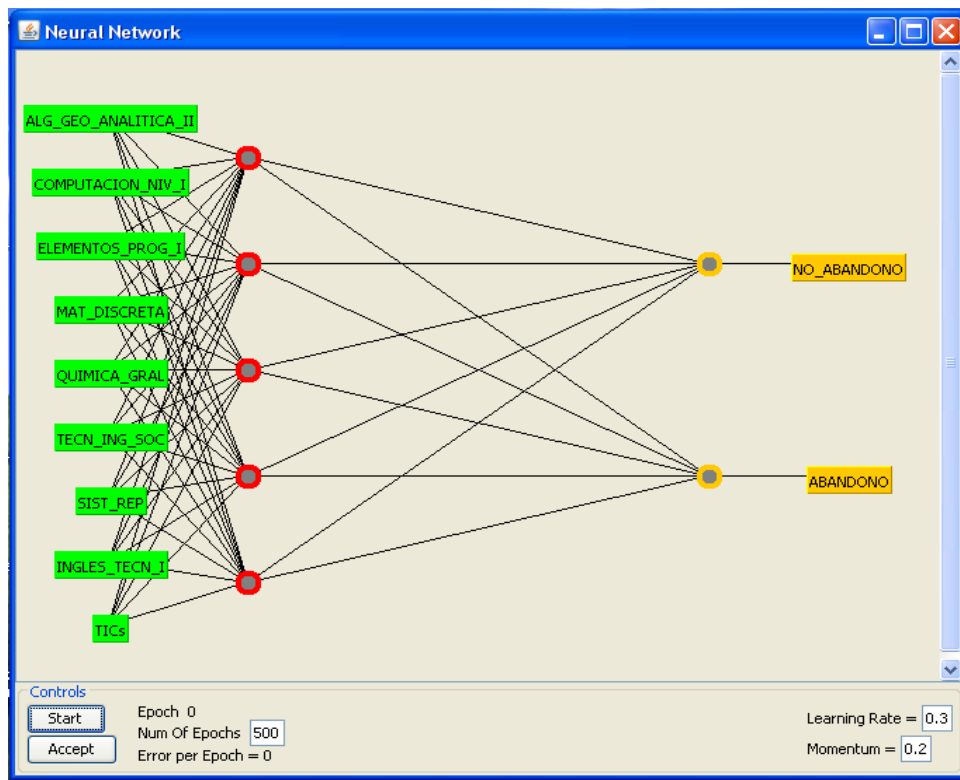 Neural Network
ALG_GEO_ANALITICA_II
COMPUTACION_NIV_I
ELEMENTOS_PROG_I
MAT_DISCRETA
QUIMICA_GRAL
TECN_ING_SOC
SIST_REP
INGLES_TECN_I
TICs
NO_ABANDONO
ABANDONO
Controls
Start
Accept
Epoch 0
Num Of Epochs 500
Error per Epoch = 0
Learning Rate = 0.3
Momentum = 0.2